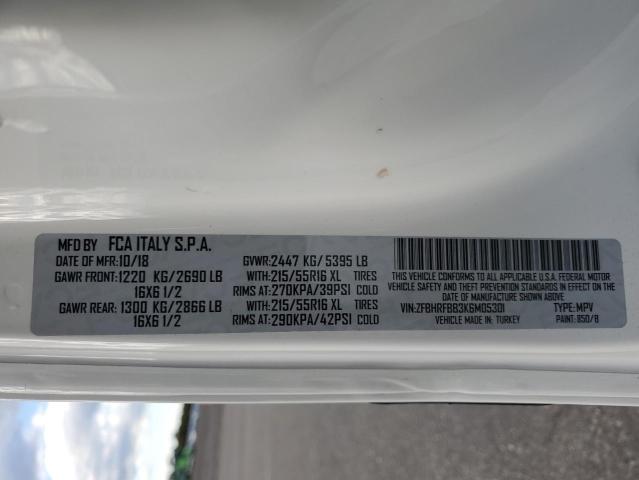 MFD BY FCA ITALY S.P.A.
DATE OF MFR:10/18 GVWR:2447 KG/5395 LB
GAWR FRONT:1220 KG/2690 LB WITH:215/55R16 XL TIRES
16X6 1/2 RIMS AT:270KPA/39PSI COLD
GAWR REAR:1300 KG/2866 LB WITH:215/55R16 XL TIRES
16X6 1/2 RIMS AT:290KPA/42PSI COLD
THIS VEHICLE CONFORMS TO ALL APPLICABLE U.S.A. FEDERAL MOTOR
VEHICLE SAFETY AND THEFT PREVENTION STANDARDS IN EFFECT ON
THE DATE OF MANUFACTURE SHOWN ABOVE
VIN:ZFBHRFBB3K6M05301 TYPE:MPV
VEHICLE MADE IN: TURKEY PAINT: 850/B